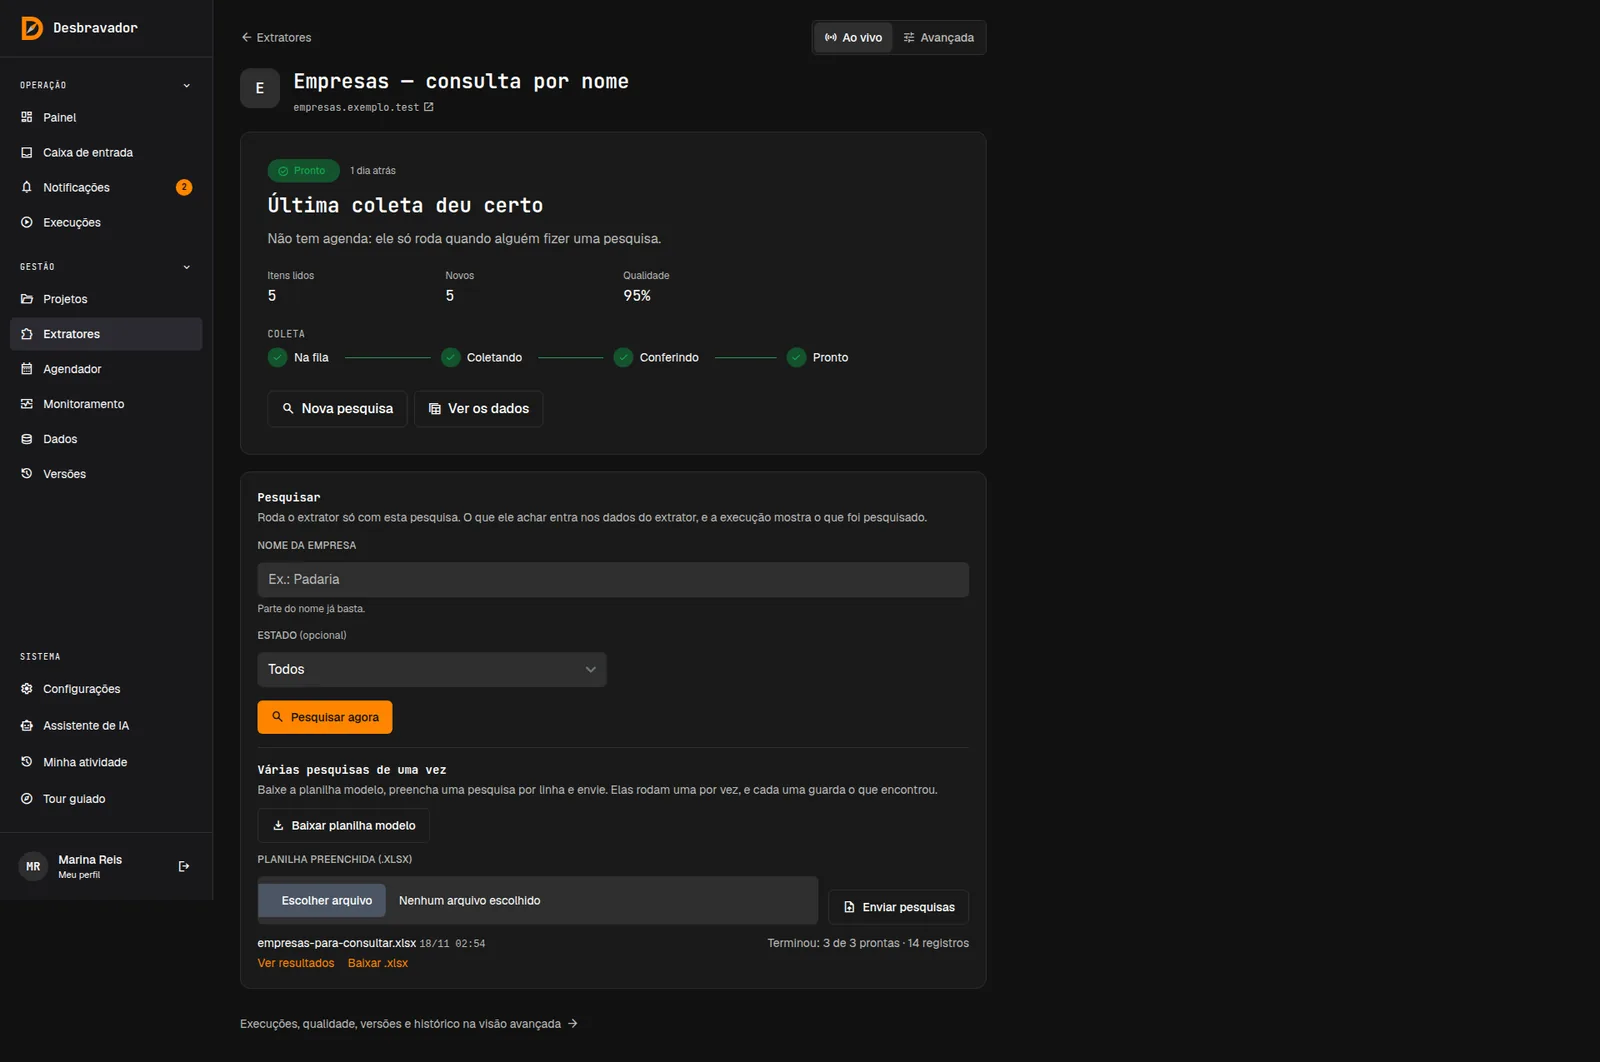 Desbravador
OPERAÇÃO
Painel
Caixa de entrada
Notificações 2
Execuções
GESTÃO
Projetos
Extratores
Agendador
Monitoramento
Dados
Versões
SISTEMA
Configurações
Assistente de IA
Minha atividade
Tour guiado
MR
Marina Reis
Meu perfil
← Extratores
Ao vivo Avançada
E
Empresas — consulta por nome
empresas.exemplo.test
Pronto 1 dia atrás
Última coleta deu certo
Não tem agenda: ele só roda quando alguém fizer uma pesquisa.
Itens lidos Novos Qualidade
5 5 95%
COLETA
Na fila Coletando Conferindo Pronto
Nova pesquisa Ver os dados
Pesquisar
Roda o extrator só com esta pesquisa. O que ele achar entra nos dados do extrator, e a execução mostra o que foi pesquisado.
NOME DA EMPRESA
Ex.: Padaria
Parte do nome já basta.
ESTADO (opcional)
Todos
Pesquisar agora
Várias pesquisas de uma vez
Baixe a planilha modelo, preencha uma pesquisa por linha e envie. Elas rodam uma por vez, e cada uma guarda o que encontrou.
Baixar planilha modelo
PLANILHA PREENCHIDA (.XLSX)
Escolher arquivo Nenhum arquivo escolhido
Enviar pesquisas
empresas-para-consultar.xlsx 18/11 02:54 Terminou: 3 de 3 prontas · 14 registros
Ver resultados Baixar .xlsx
Execuções, qualidade, versões e histórico na visão avançada →